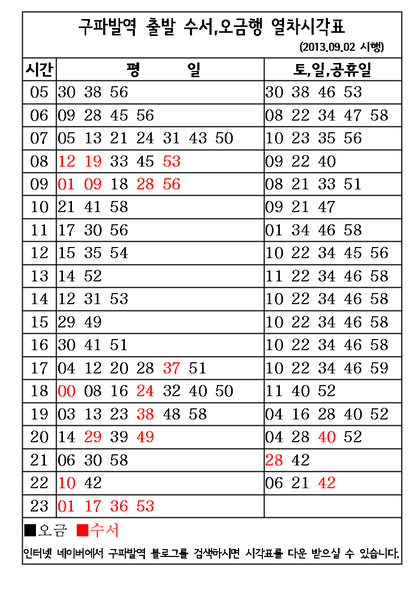 구파발역 출발 수서,오금행 열차시각표
(2013.09.02 시행)
시간 평 일 토,일,공휴일
05 30 38 56 30 38 46 53
06 09 28 45 56 08 22 34 47 58
07 05 13 21 24 31 43 50 10 23 35 56
08 12 19 33 45 53 09 22 40
09 01 09 18 28 56 08 21 33 51
10 21 41 58 09 21 47
11 17 30 56 01 34 46 58
12 15 35 54 10 22 34 45 56
13 14 52 11 22 34 46 58
14 12 31 53 10 22 34 46 58
15 29 49 10 22 34 46 58
16 30 41 51 10 22 34 46 58
17 04 12 20 28 37 51 10 22 34 46 59
18 00 08 16 24 32 40 50 11 40 52
19 03 13 23 38 48 58 04 16 28 40 52
20 14 29 39 49 04 28 40 52
21 06 30 58 28 42
22 10 42 06 21 42
23 01 17 36 53
■오금 ■수서
인터넷 네이버에서 구파발역 블로그를 검색하시면 시각표를 다운 받으실 수 있습니다.